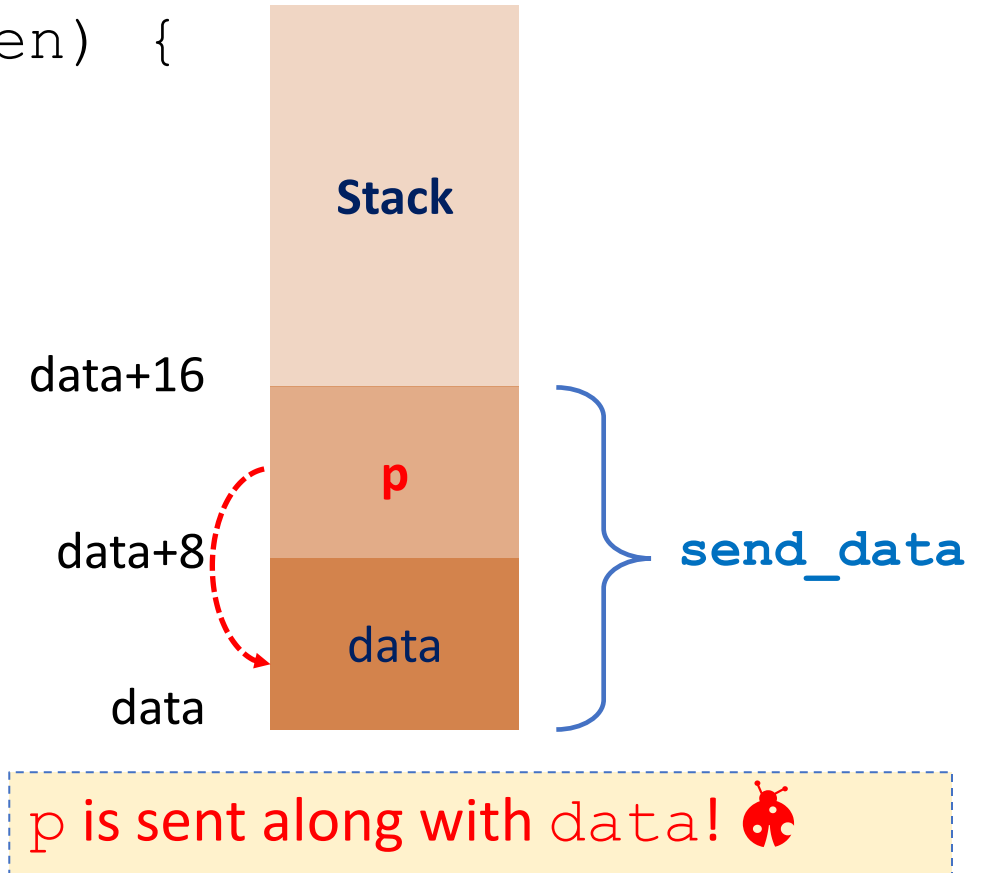 en) {
Stack
data+16
p
data+8
send_data
data
data
p is sent along with data!